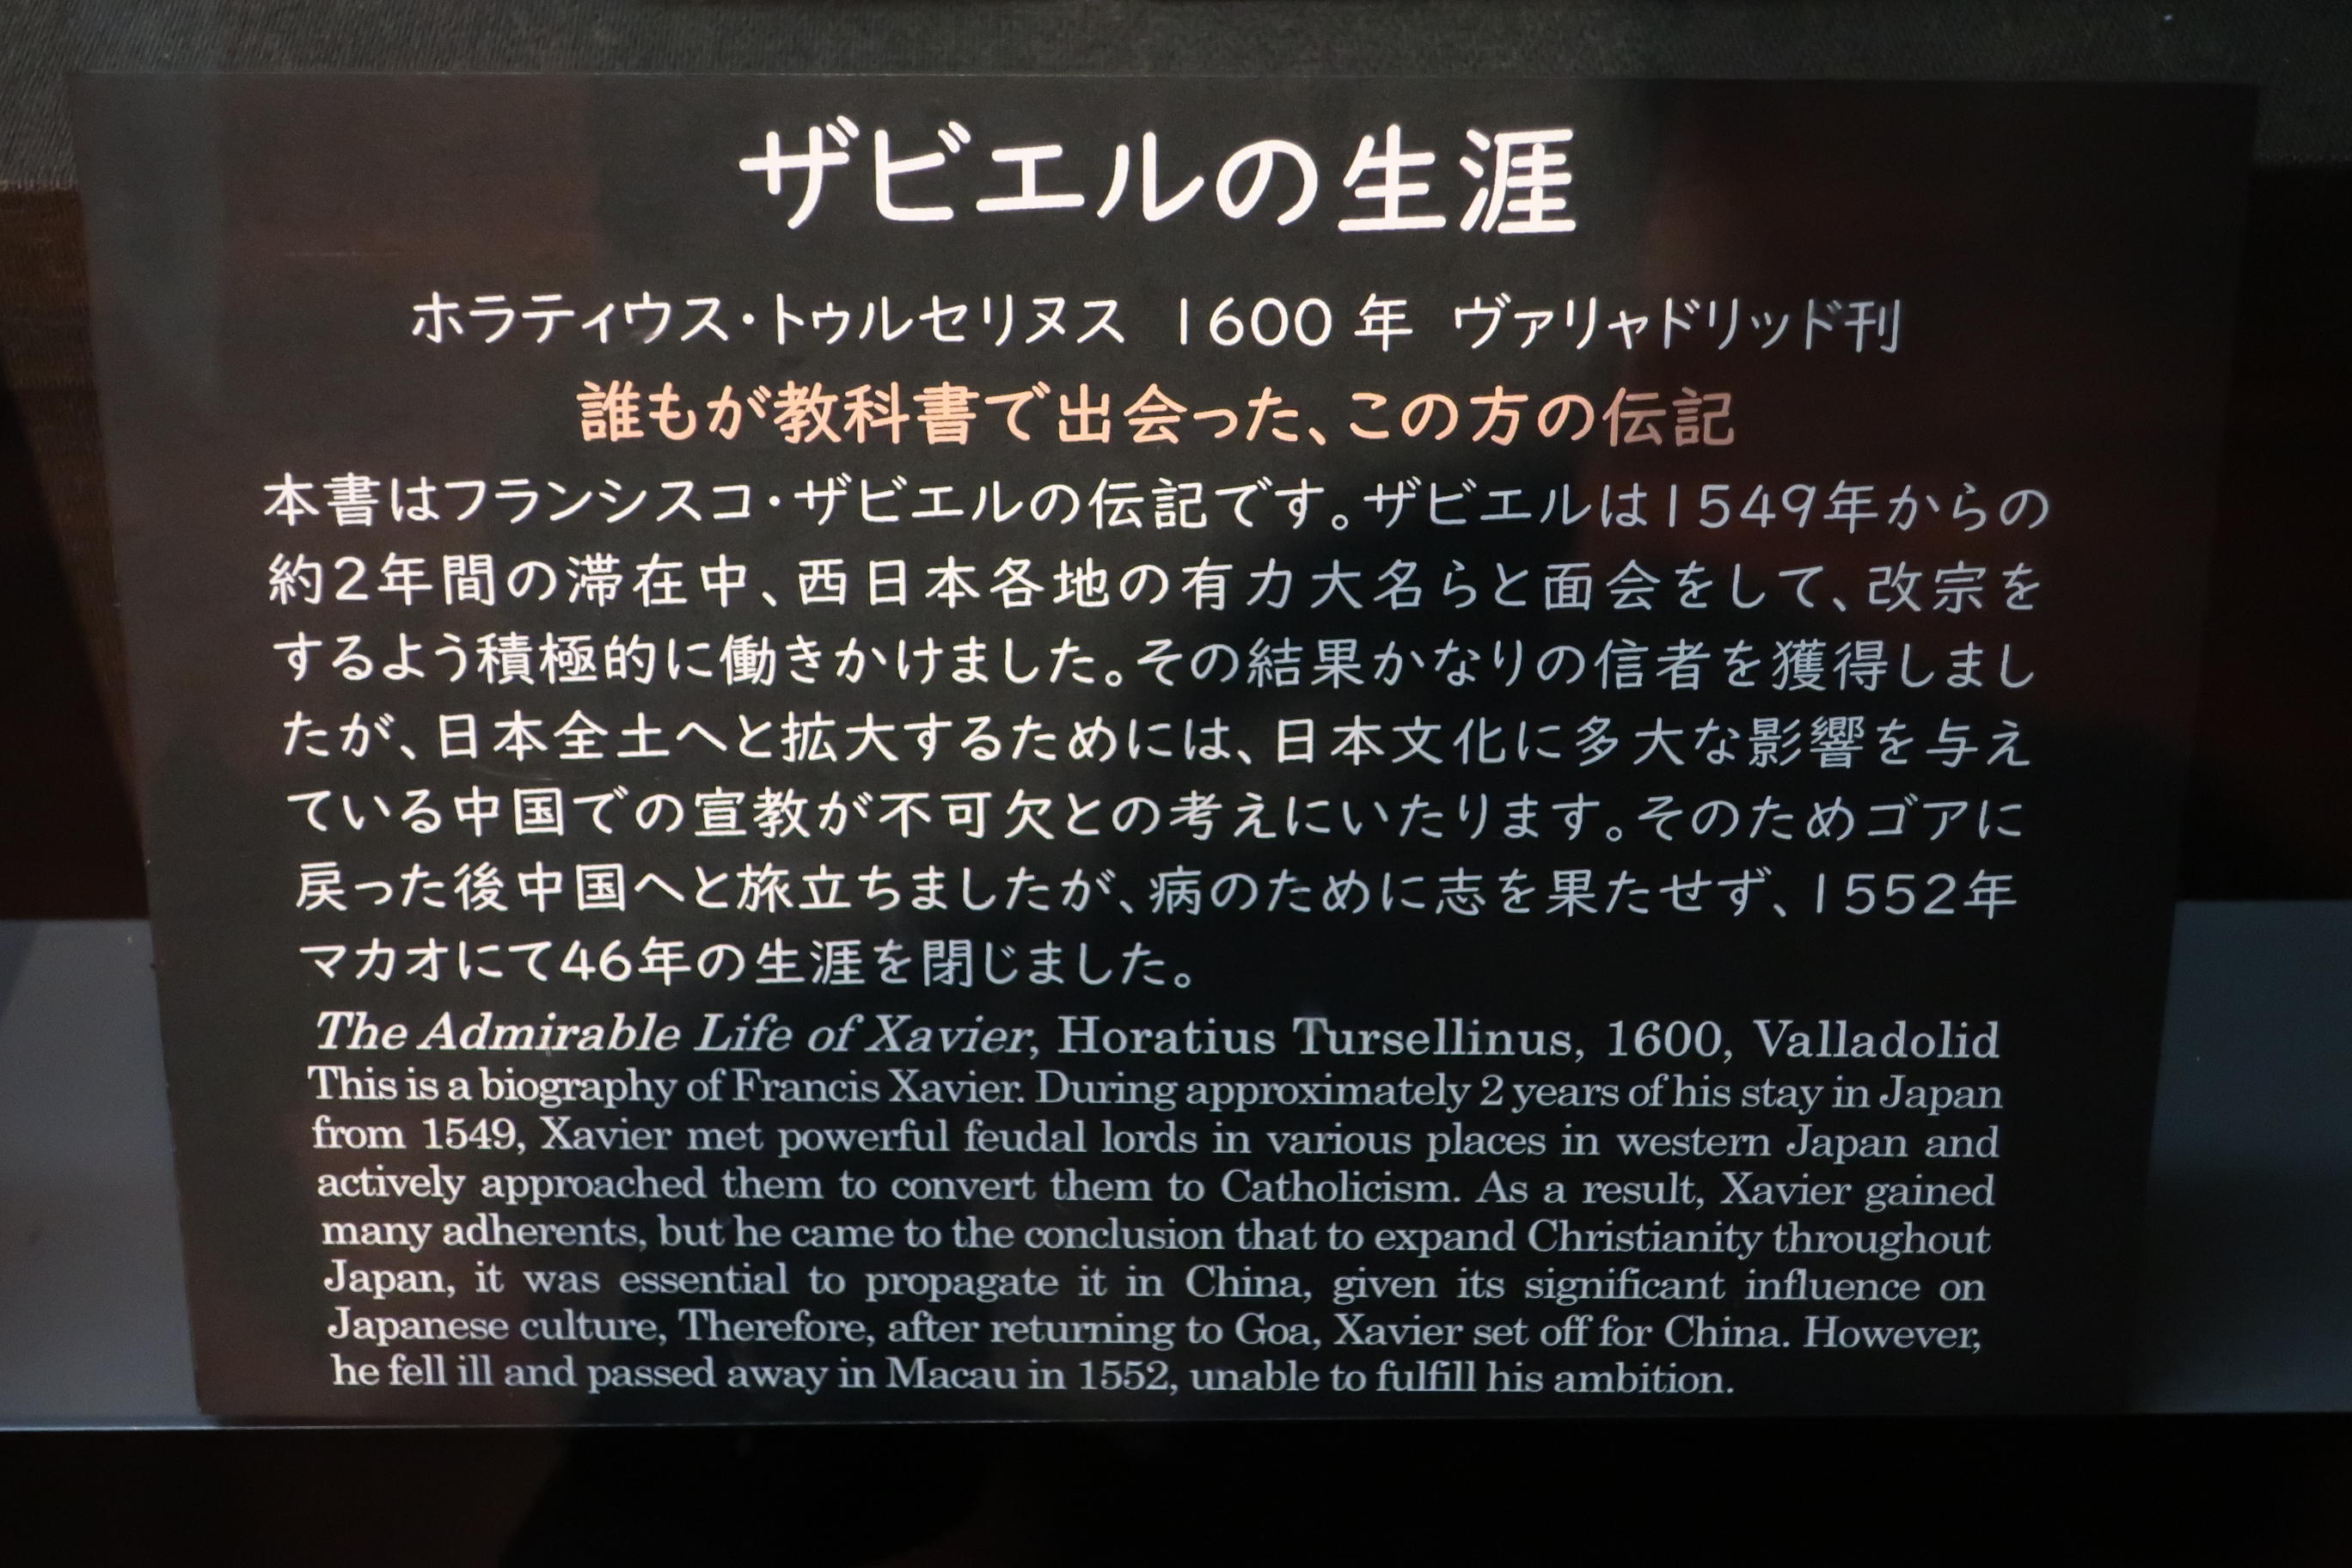 ザビエルの生涯
ホラティウス・トゥルセリヌス 1600年 ヴァリャドリッド刊
誰もが教科書で出会った、この方の伝記
本書はフランシスコ・ザビエルの伝記です。ザビエルは1549年からの
約2年間の滞在中、西日本各地の有力大名らと面会をして、改宗を
するよう積極的に働きかけました。その結果かなりの信者を獲得しまし
たが、日本全土へと拡大するためには、日本文化に多大な影響を与え
ている中国での宣教が不可欠との考えにいたります。そのためゴアに
戻った後中国へと旅立ちましたが、病のために志を果たせず、1552年
マカオにて46年の生涯を閉じました。
The Admirable Life of Xavier, Horatius Tursellinus, 1600, Valladolid
This is a biography of Francis Xavier. During approximately 2 years of his stay in Japan
from 1549, Xavier met powerful feudal lords in various places in western Japan and
actively approached them to convert them to Catholicism. As a result, Xavier gained
many adherents, but he came to the conclusion that to expand Christianity throughout
Japan, it was essential to propagate it in China, given its significant influence on
Japanese culture, Therefore, after returning to Goa, Xavier set off for China. However,
he fell ill and passed away in Macau in 1552, unable to fulfill his ambition.